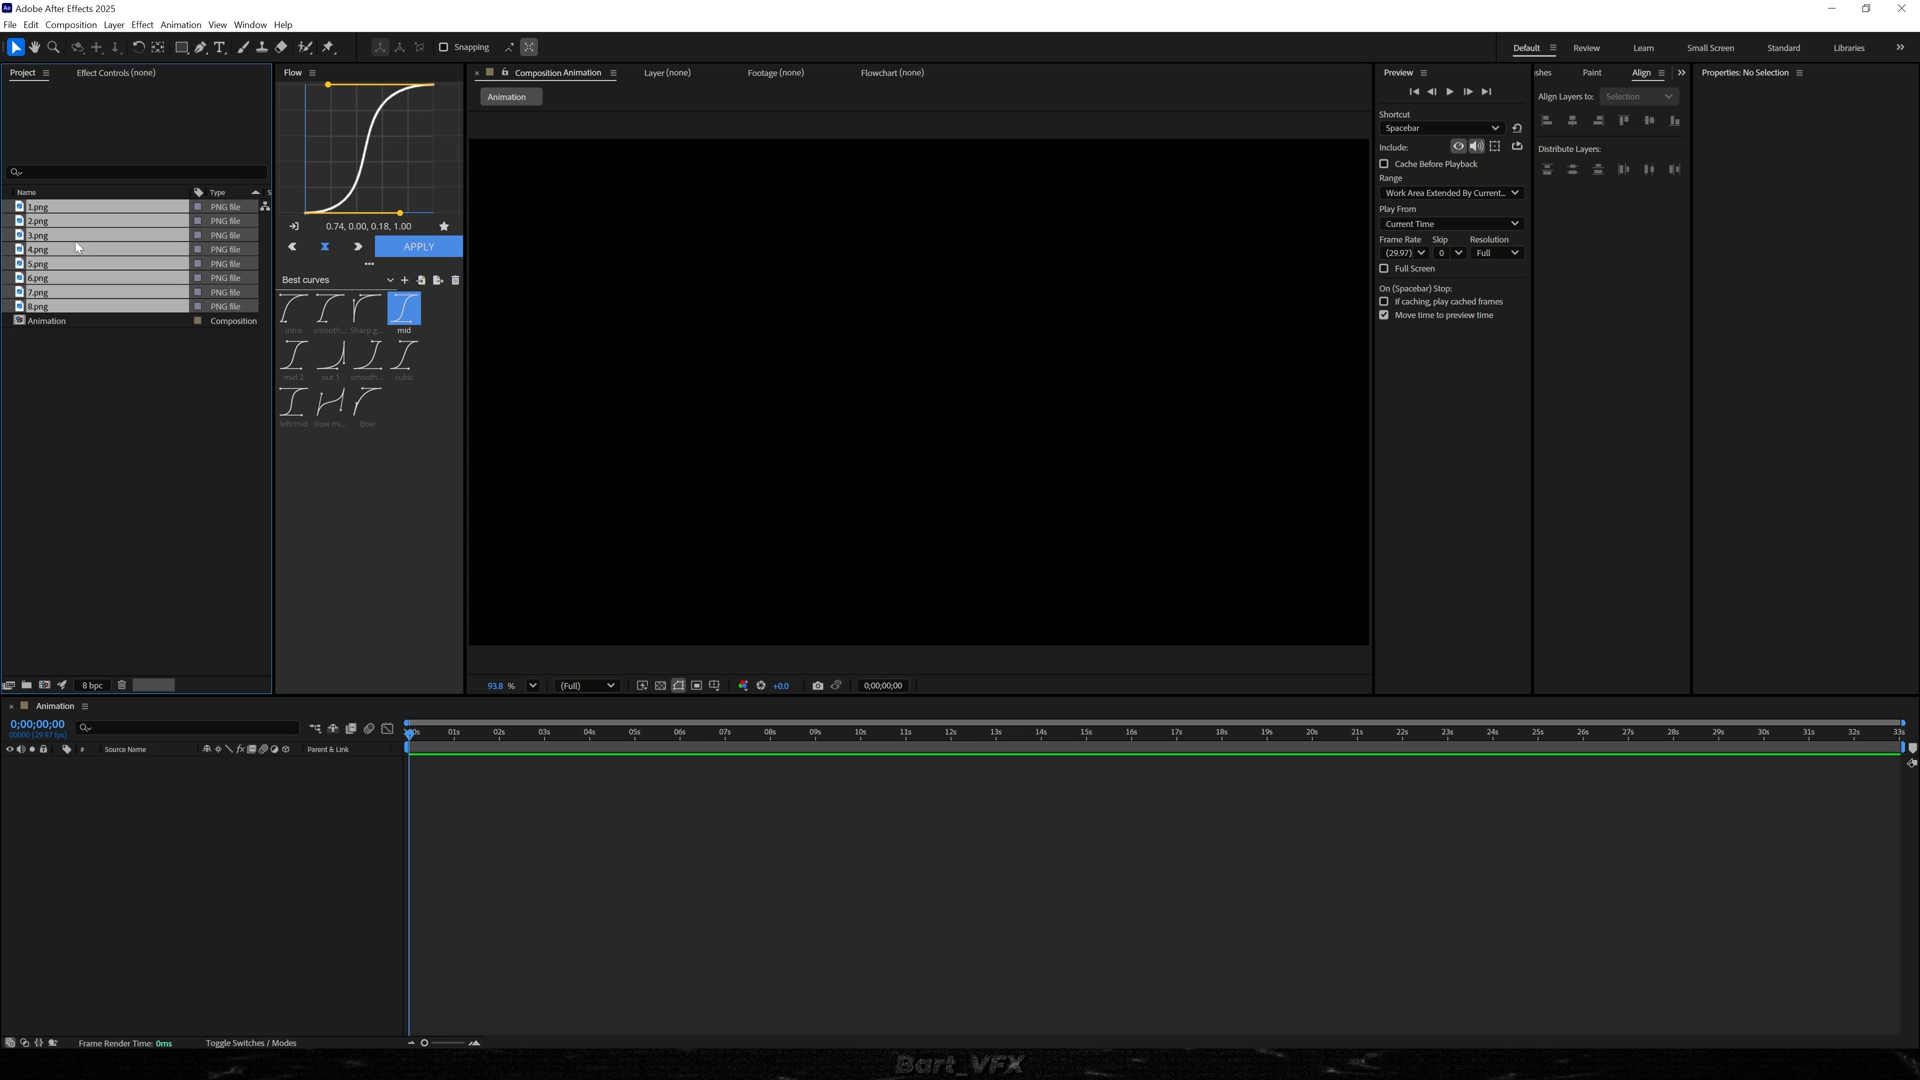 Adobe After Effects 2025
File Edit Composition Layer Effect Animation View Window Help
Snapping
Default Review Learn Small Screen Standard Libraries
Project Effect Controls (none)
Name Type S
1.png PNG file
2.png PNG file
3.png PNG file
4.png PNG file
5.png PNG file
6.png PNG file
7.png PNG file
8.png PNG file
Animation Composition
8 bpc
Flow
0.74, 0.00, 0.18, 1.00
APPLY
Best curves
intro smooth... Sharp g... mid
mid 2 out 1 smooth... cubic
left/mid slow mi... Bow
Composition Animation Layer (none) Footage (none) Flowchart (none)
Animation
93.8 % (Full) +0.0 0;00;00;00
Preview
Shortcut
Spacebar
Include:
Cache Before Playback
Range
Work Area Extended By Current...
Play From
Current Time
Frame Rate Skip Resolution
(29.97) 0 Full
Full Screen
On (Spacebar) Stop:
If caching, play cached frames
Move time to preview time
shes Paint Align
Align Layers to: Selection
Distribute Layers:
Properties: No Selection
Animation
0;00;00;00
00000 (29.97 fps)
# Source Name Parent & Link
:00s 01s 02s 03s 04s 05s 06s 07s 08s 09s 10s 11s 12s 13s 14s 15s 16s 17s 18s 19s 20s 21s 22s 23s 24s 25s 26s 27s 28s 29s 30s 31s 32s 33s
Frame Render Time: 0ms Toggle Switches / Modes
Bart_VFX